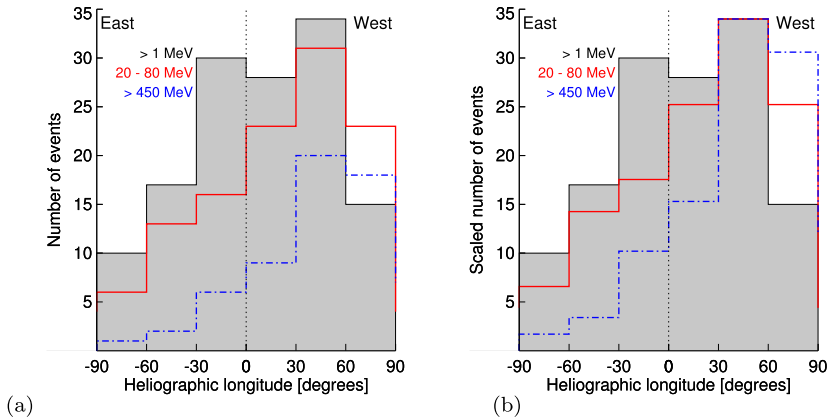 East
West
> 1 MeV
20 - 80 MeV
> 450 MeV
Number of events
35
30
25
20
15
10
5
-90 -60 -30 0 30 60 90
Heliographic longitude [degrees]
(a)
East
West
> 1 MeV
20 - 80 MeV
> 450 MeV
Scaled number of events
35
30
25
20
15
10
5
-90 -60 -30 0 30 60 90
Heliographic longitude [degrees]
(b)